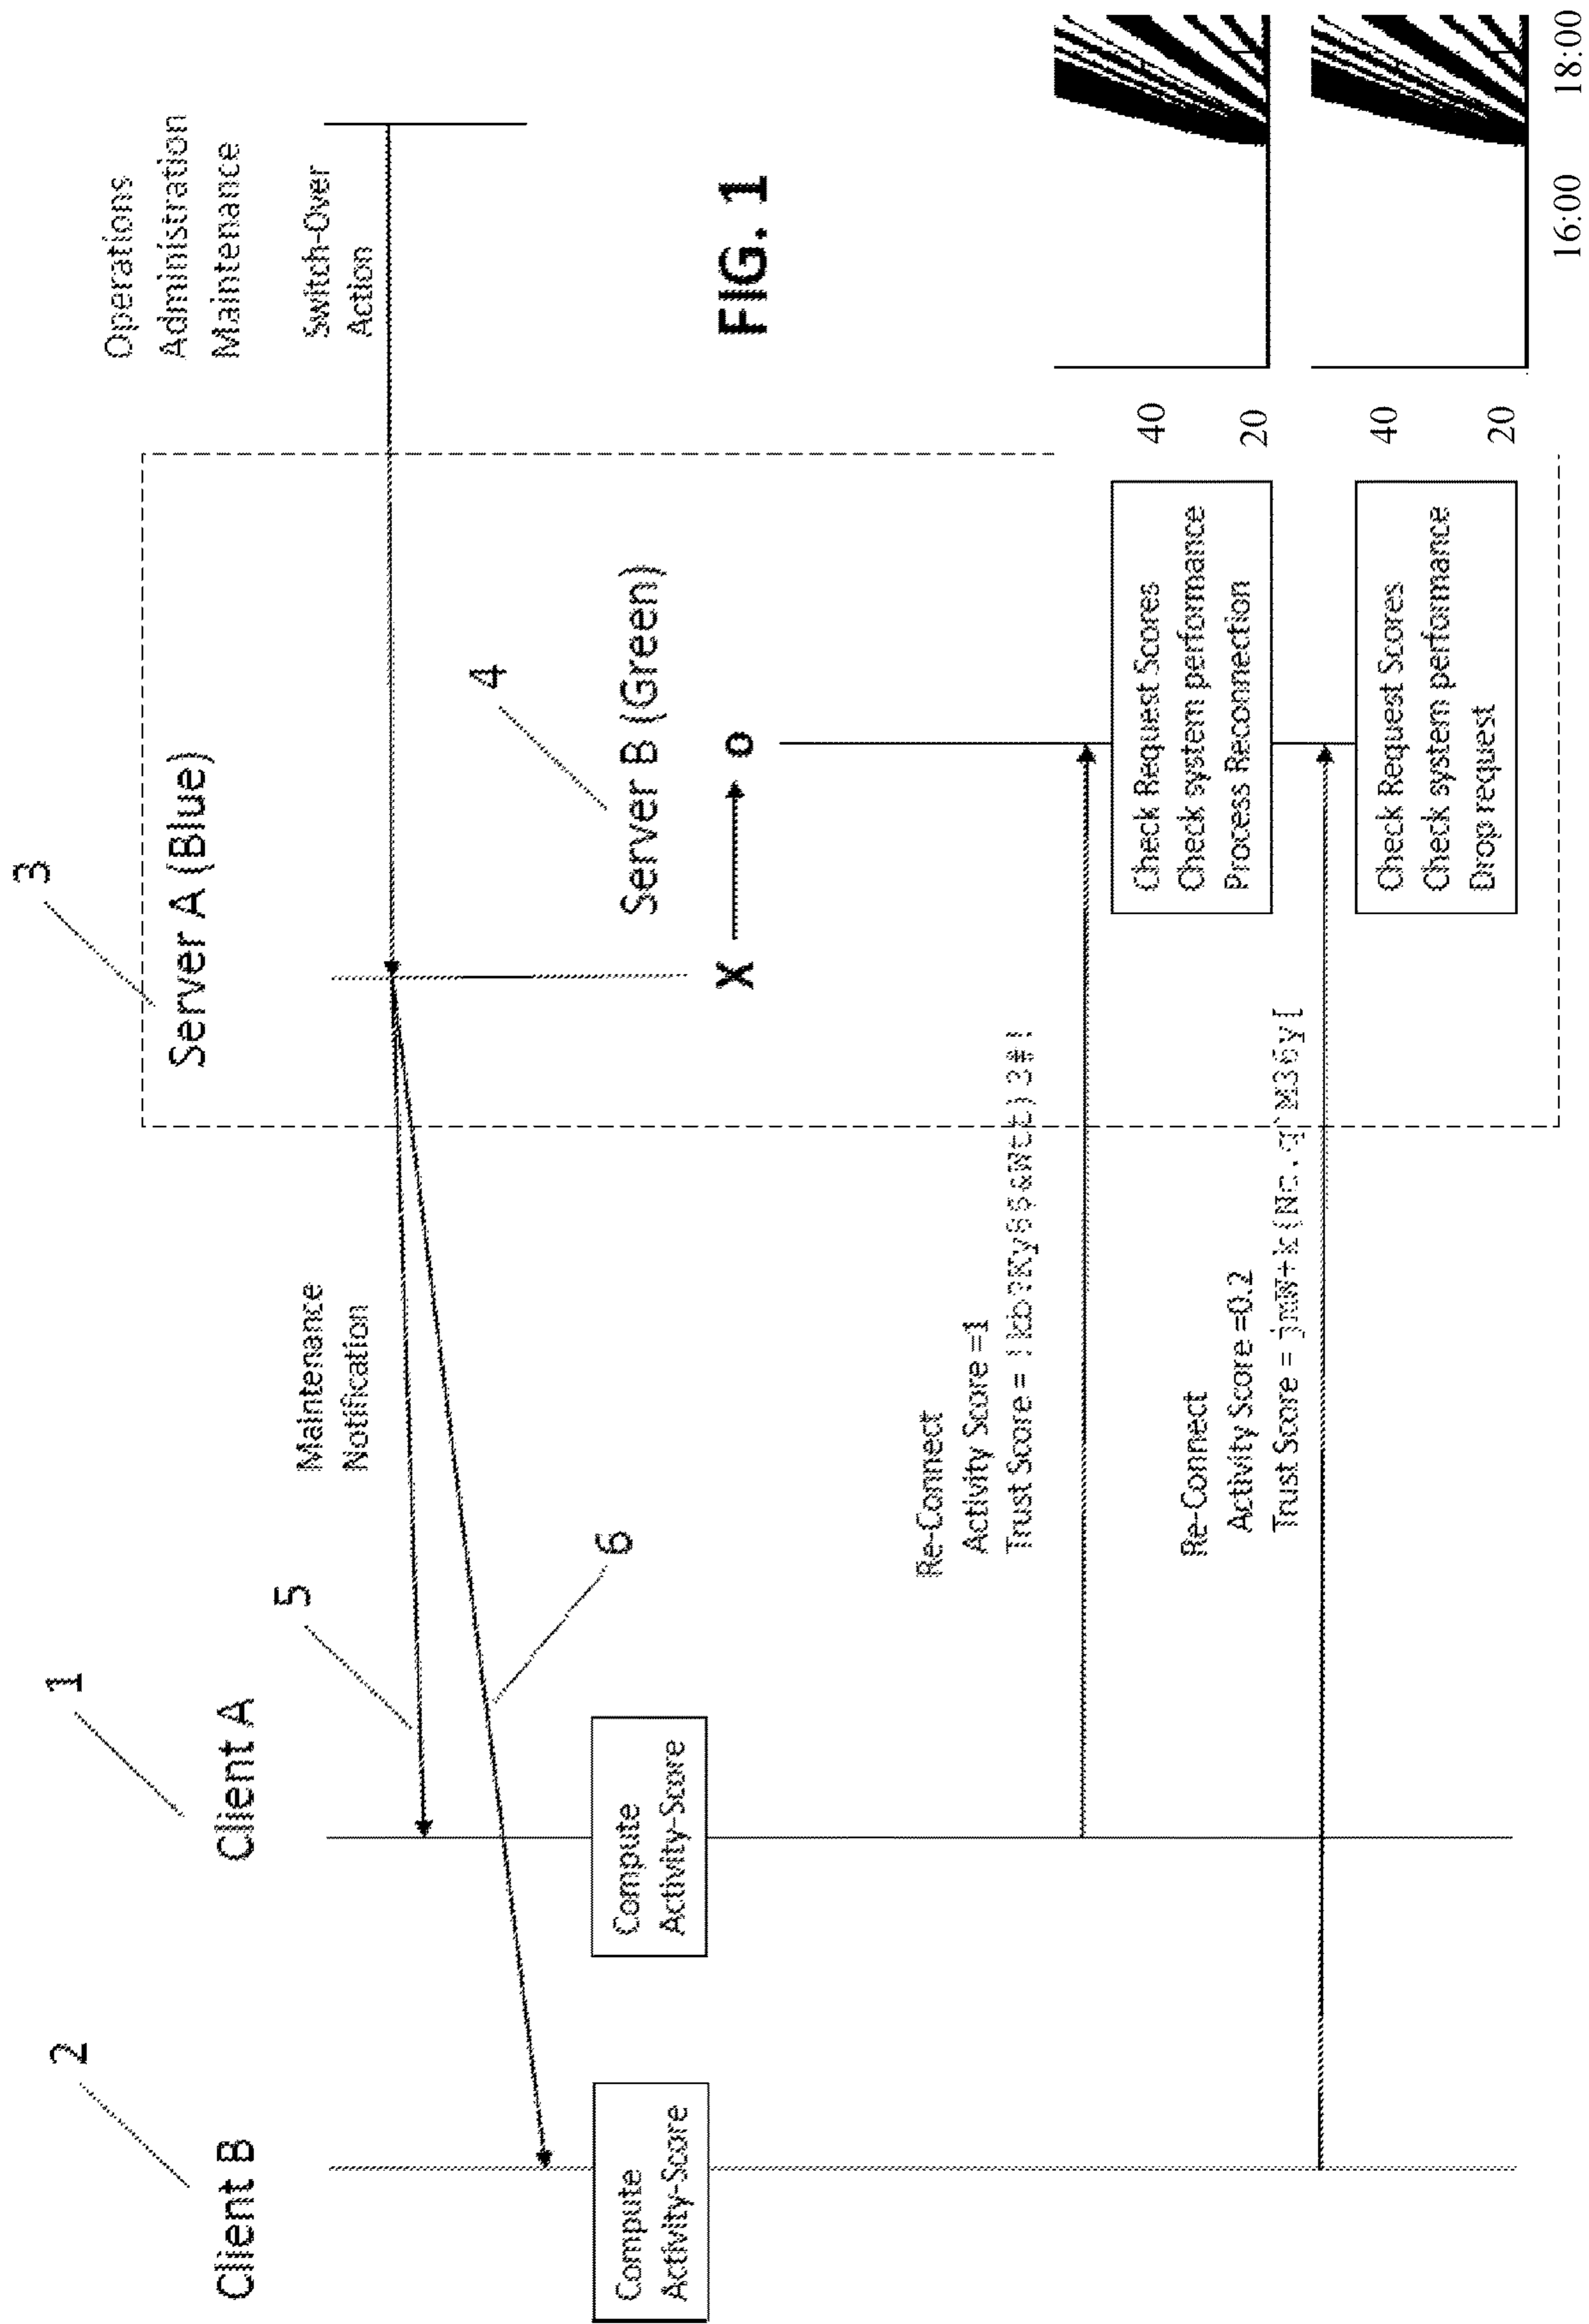 2
Client B
1
Client A
3
Server A (Blue)
Operations
Administration
Maintenance
5
Maintenance
Notification
Switch-Over
Action
6
4
Server B (Green)
Compute
Activity-Score
Compute
Activity-Score
X
O
FIG. 1
Re-Connect
Activity Score =1
Trust Score =
Check Request Scores
Check system performance
Process Reconnection
40
20
Re-Connect
Activity Score =0.2
Trust Score =
Check Request Scores
Check system performance
Drop request
40
20
16:00
18:00